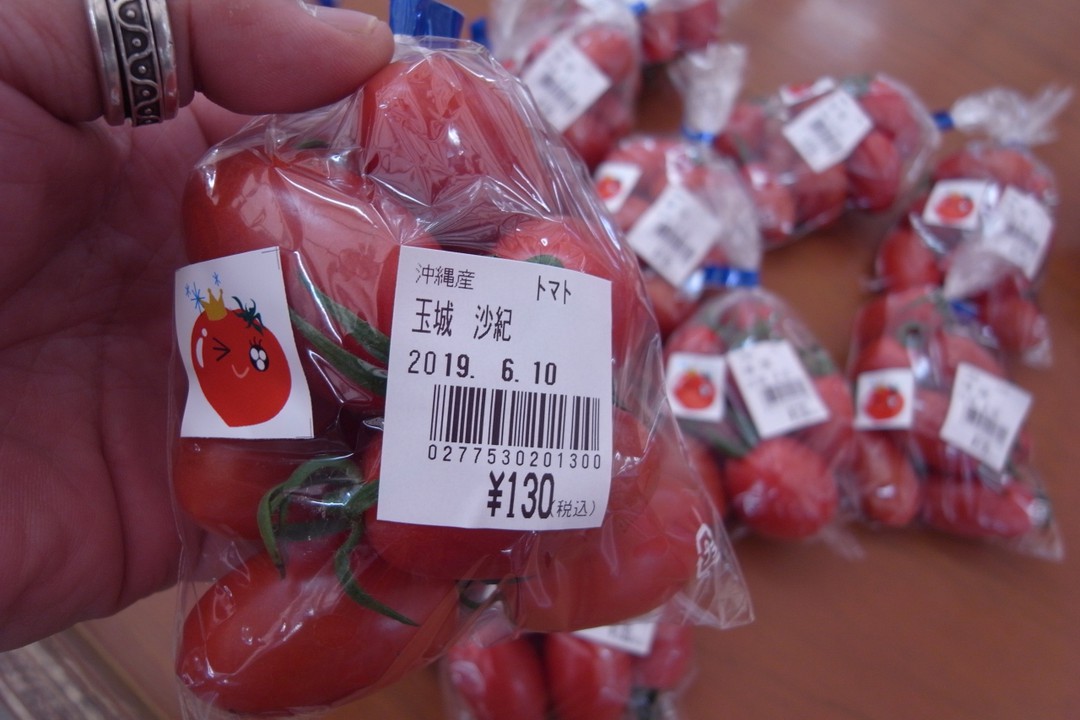 沖縄産 トマト
玉城 沙紀
2019. 6.10
0277530201300
¥130(税込)